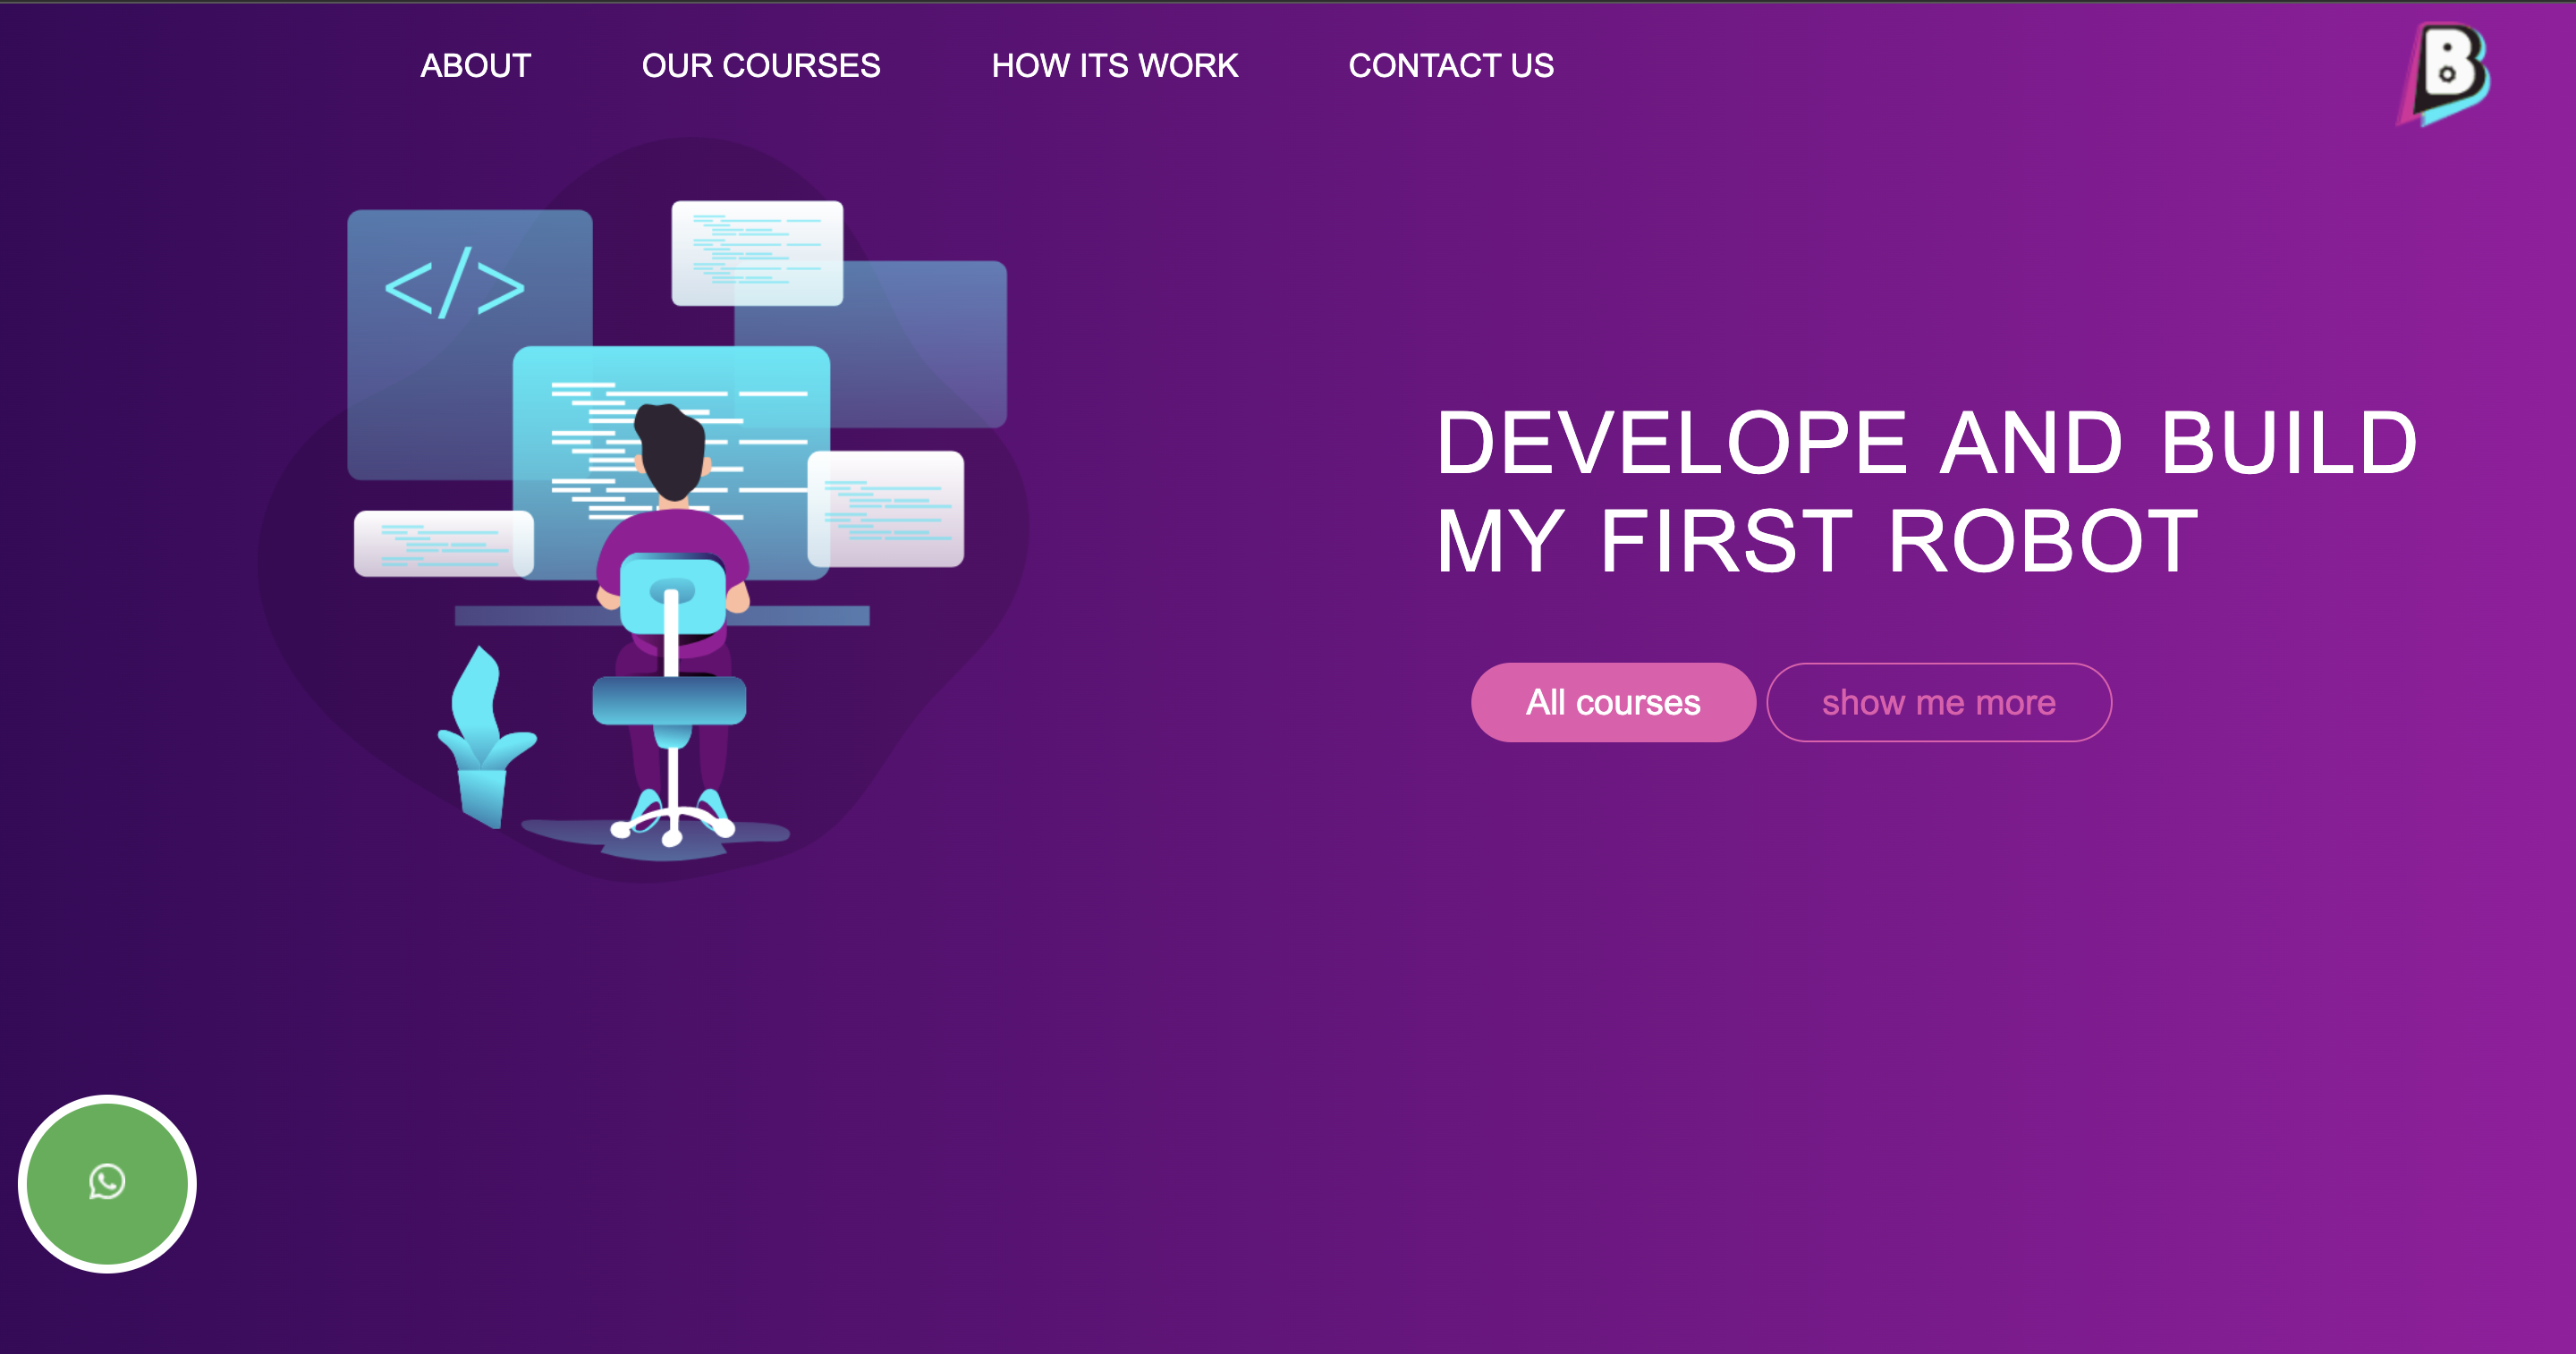 ABOUT
OUR COURSES
HOW ITS WORK
CONTACT US
B
</>
DEVELOPE AND BUILD
MY FIRST ROBOT
All courses
show me more